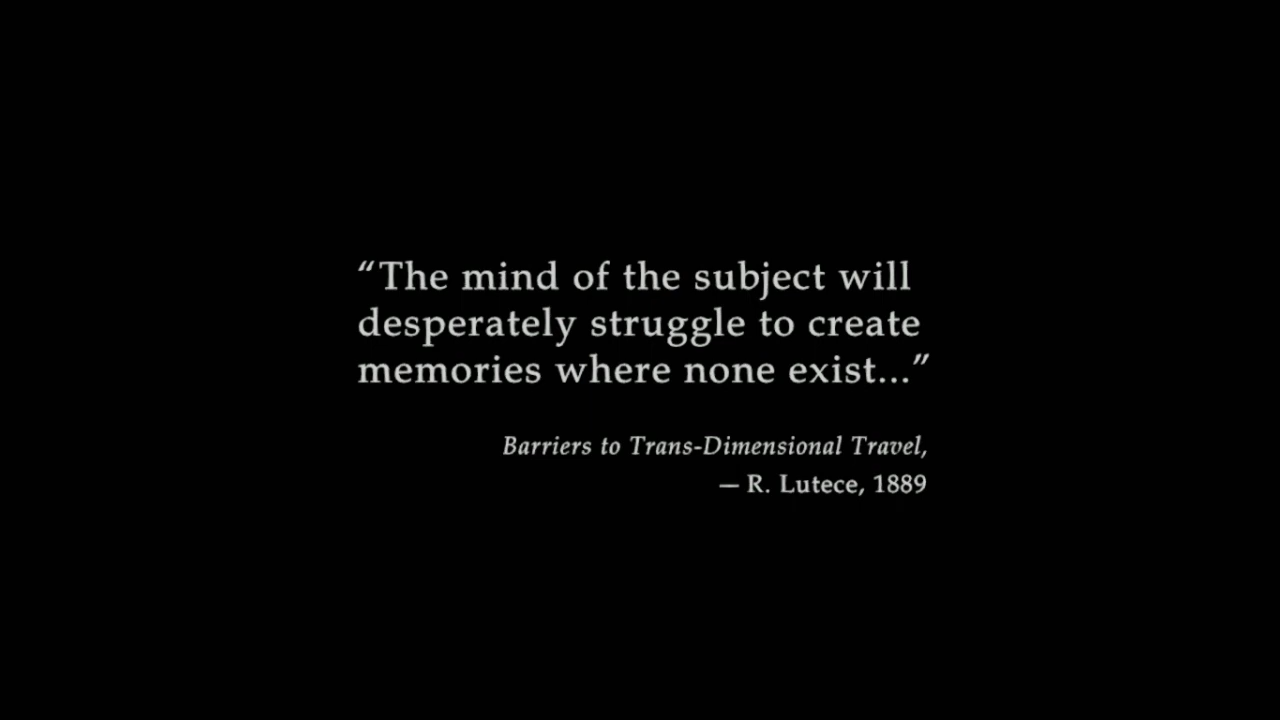 “The mind of the subject will
desperately struggle to create
memories where none exist...”
Barriers to Trans-Dimensional Travel,
— R. Lutece, 1889